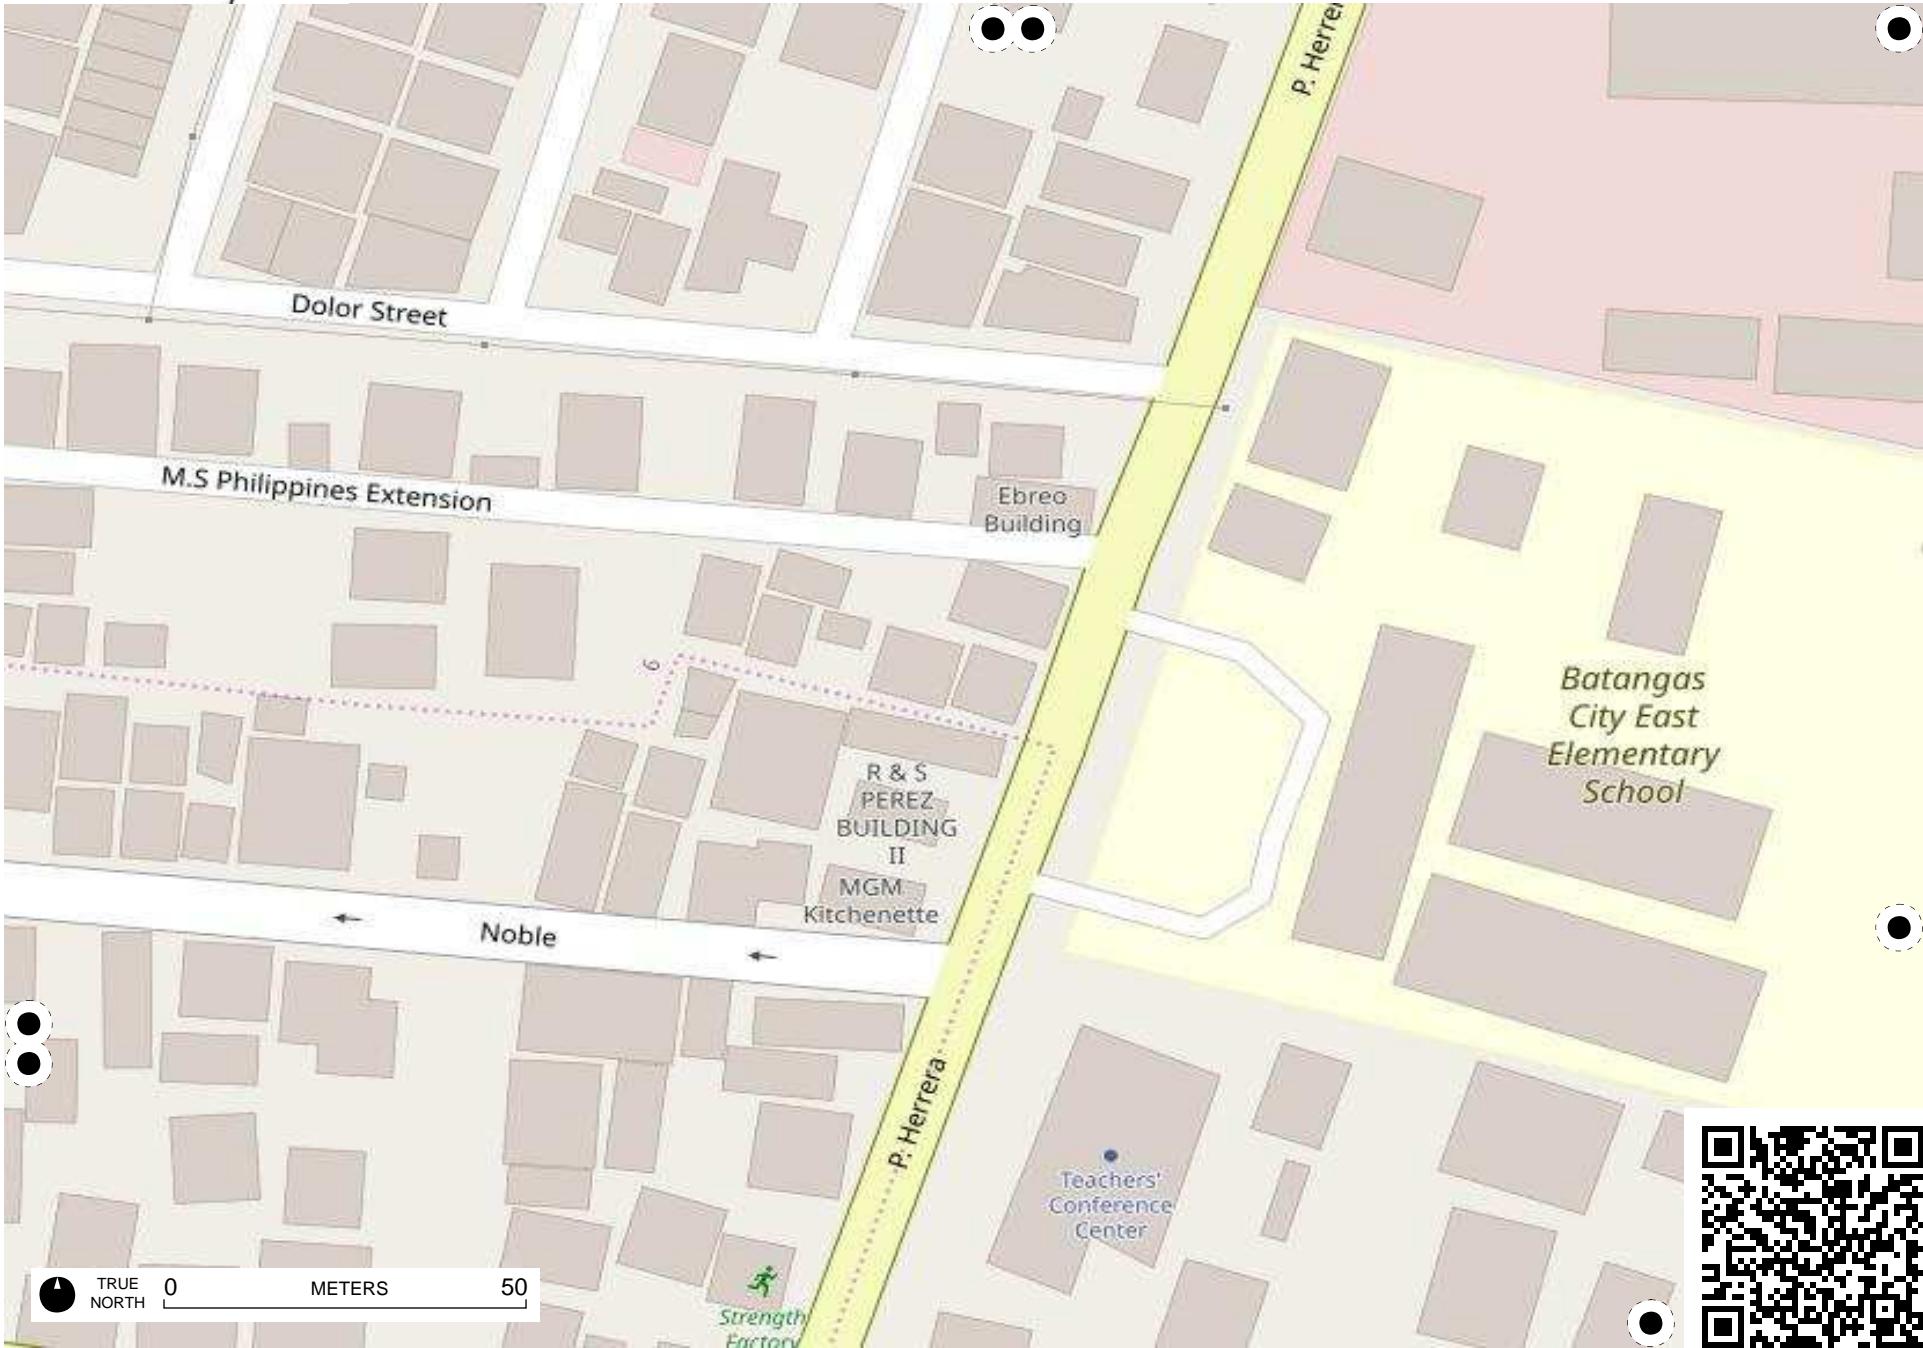 P. Herrer
Dolor Street
M.S Philippines Extension
Ebreo
Building
6
Batangas
City East
Elementary
School
R & S
PEREZ
BUILDING
II
MGM
Kitchenette
Noble
P. Herrera
Teachers'
Conference
Center
Strength
Factory
TRUE
NORTH
0 METERS 50